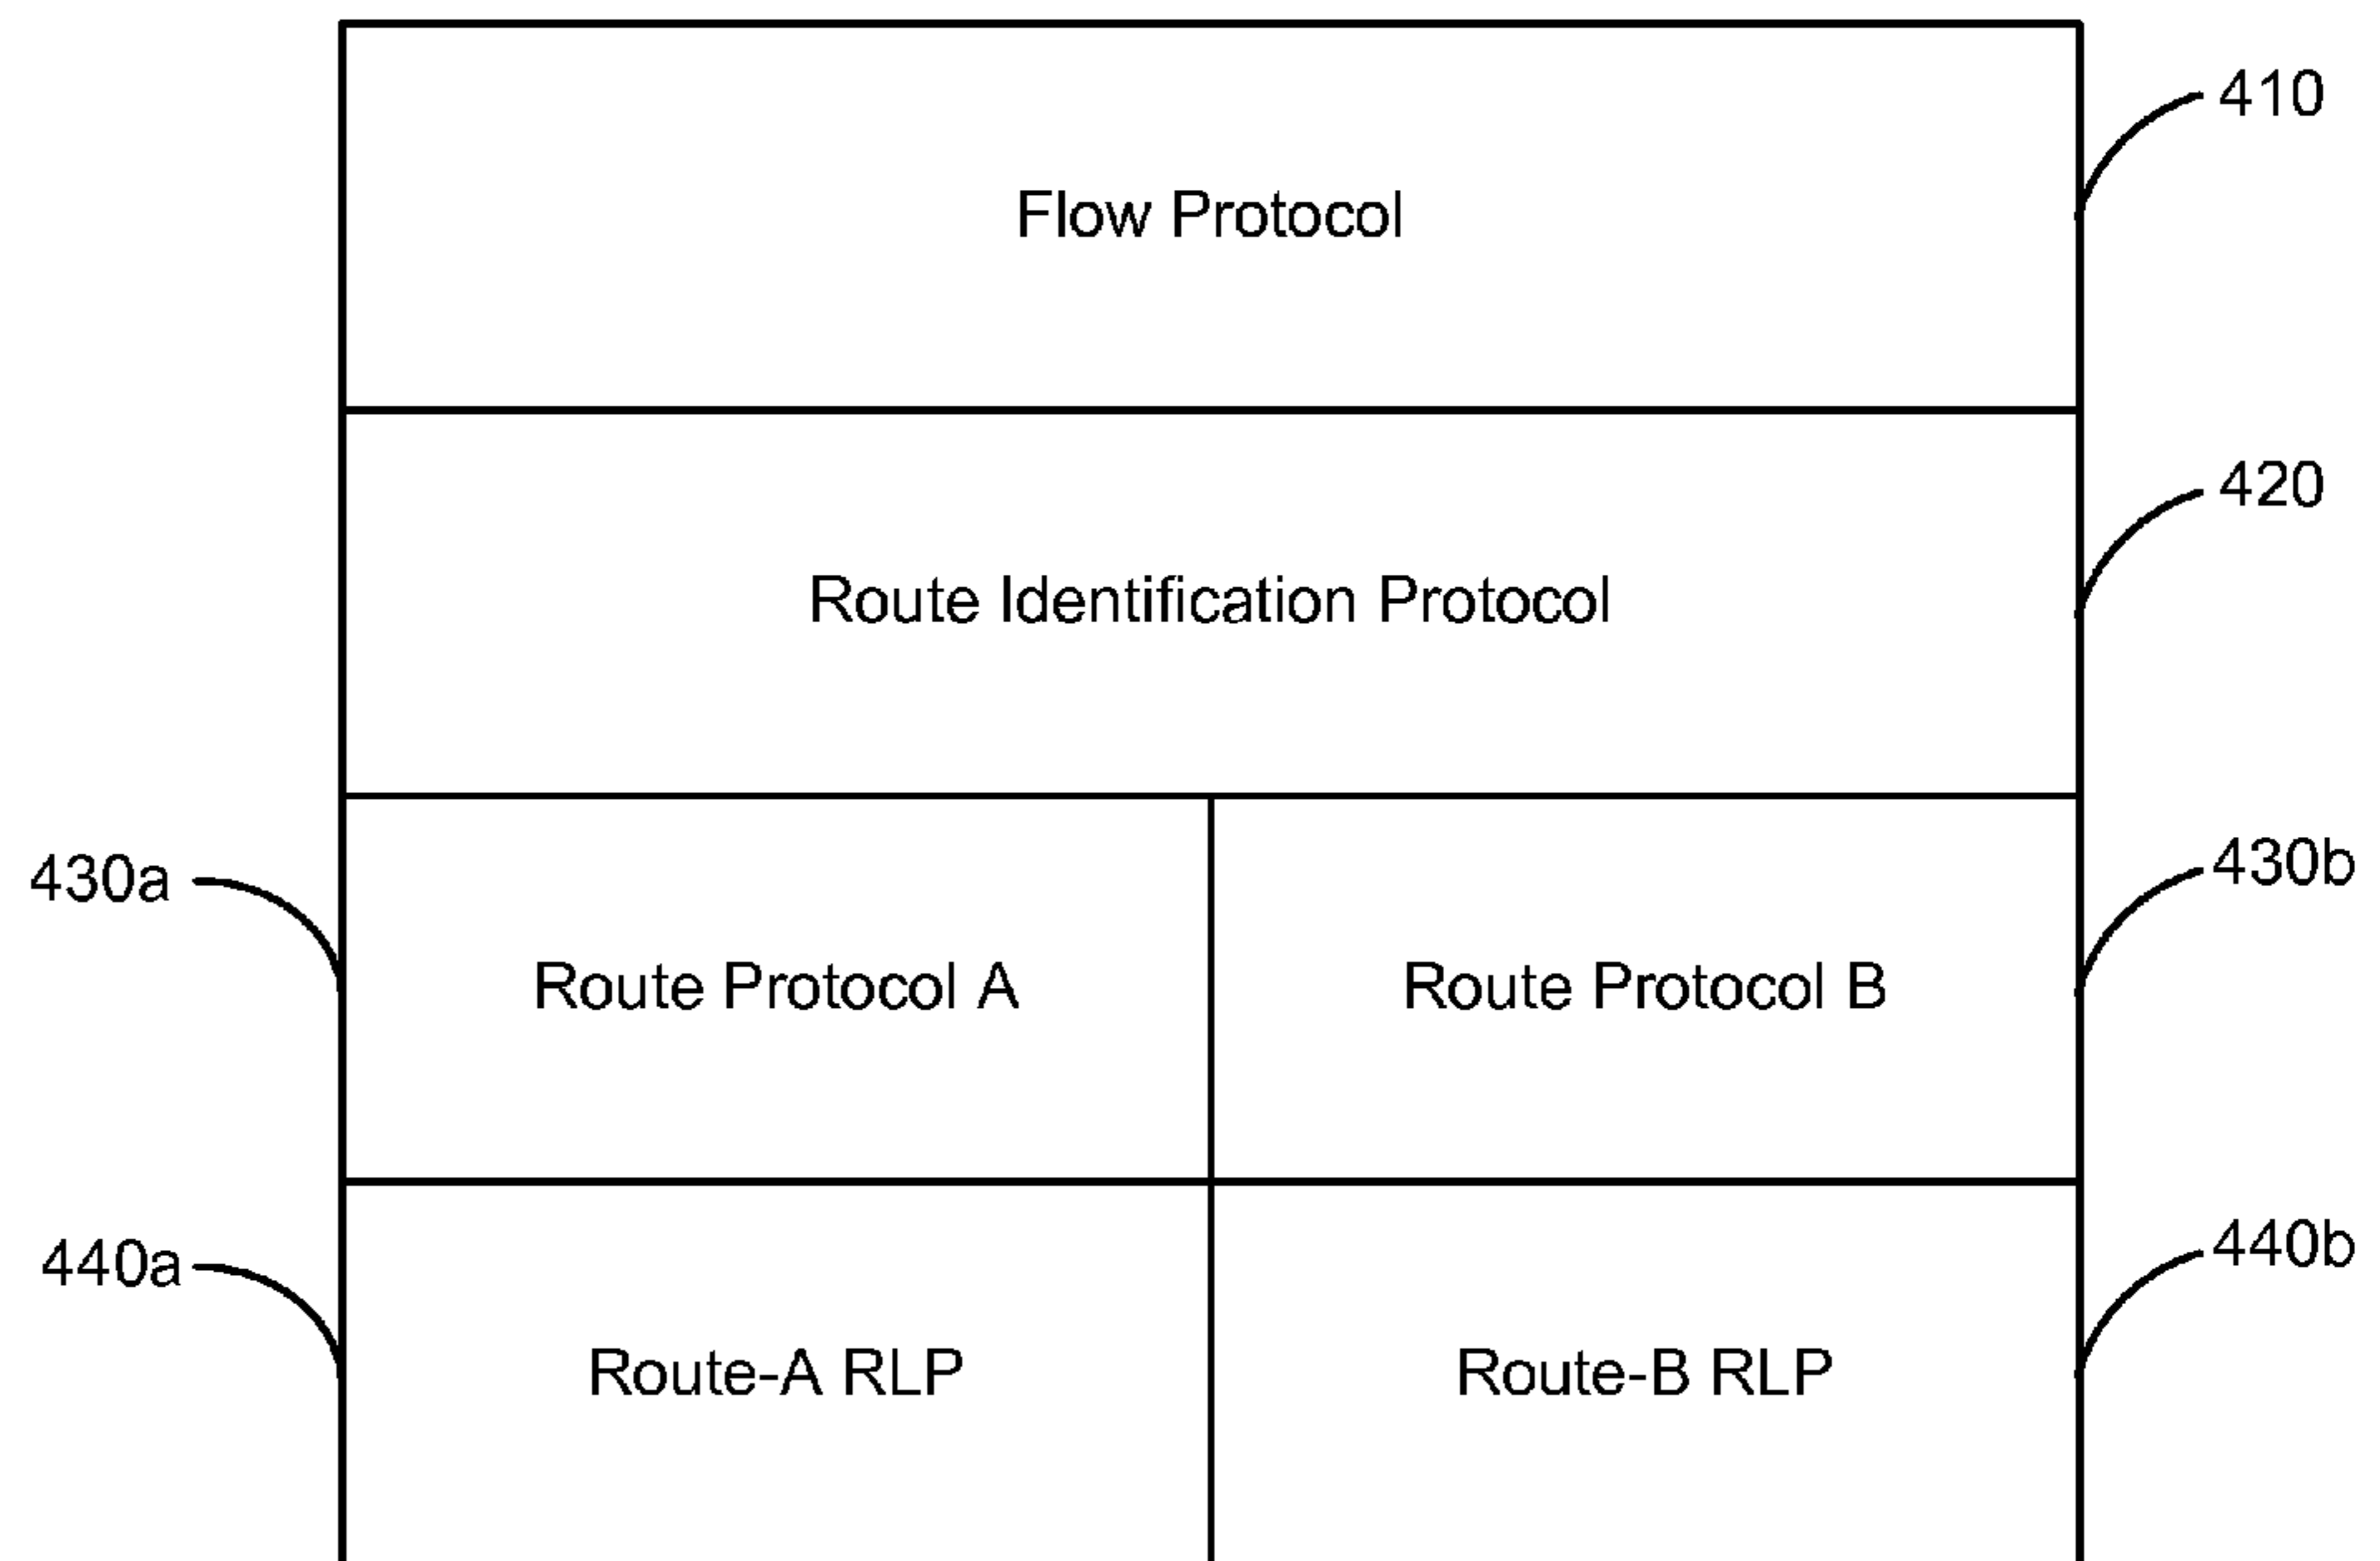 410
Flow Protocol
420
Route Identification Protocol
430a
430b
Route Protocol A
Route Protocol B
440a
440b
Route-A RLP
Route-B RLP